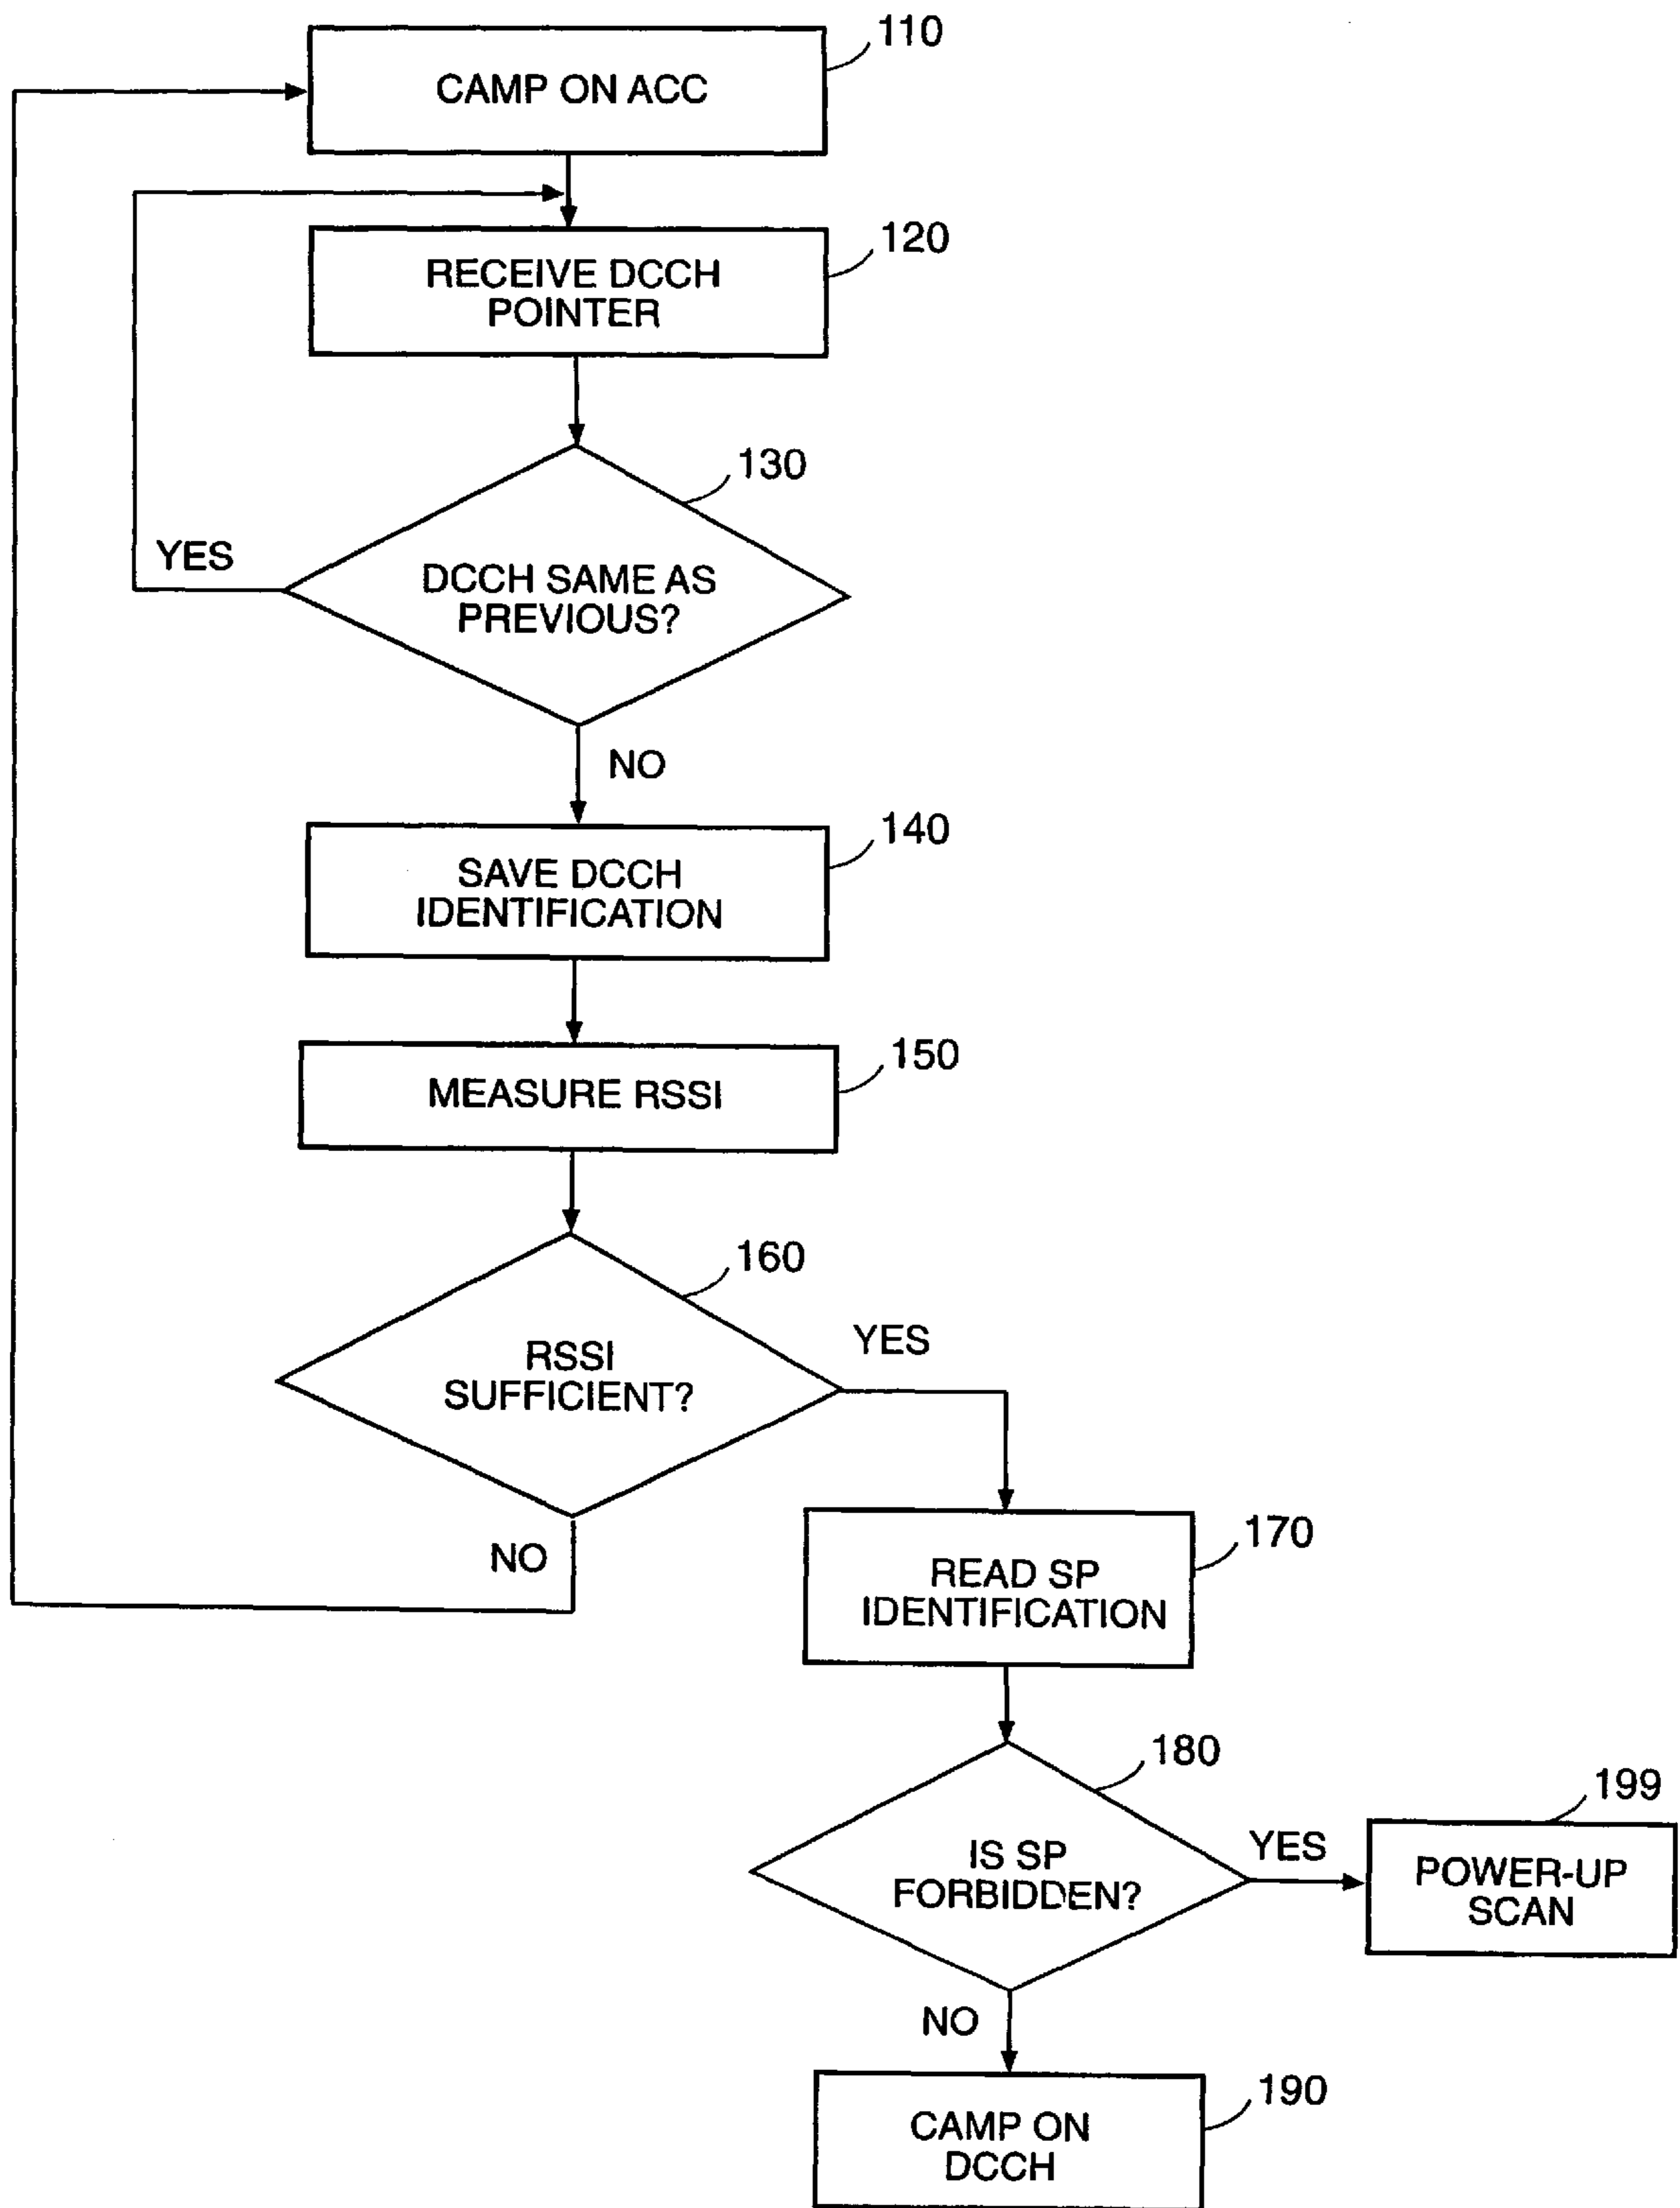 110
CAMP ON ACC
120
RECEIVE DCCH
POINTER
130
YES
DCCH SAME AS
PREVIOUS?
NO
140
SAVE DCCH
IDENTIFICATION
150
MEASURE RSSI
160
YES
RSSI
SUFFICIENT?
NO
170
READ SP
IDENTIFICATION
180
199
YES
IS SP
FORBIDDEN?
POWER-UP
SCAN
NO
190
CAMP ON
DCCH